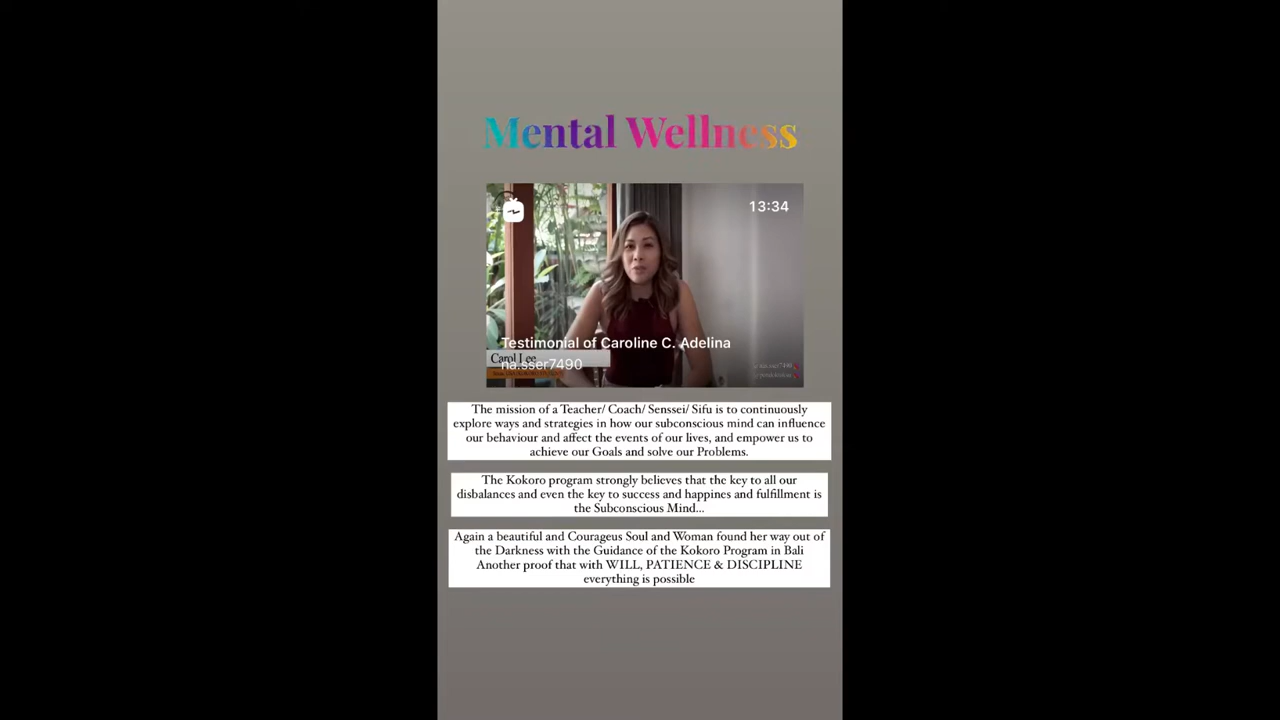 Mental Wellness
13:34
Testimonial of Caroline C. Adelina
Carol Lee
na.sser7490
na.sser7490
The mission of a Teacher/ Coach/ Senssei/ Sifu is to continuously
explore ways and strategies in how our subconscious mind can influence
our behaviour and affect the events of our lives, and empower us to
achieve our Goals and solve our Problems.
The Kokoro program strongly believes that the key to all our
disbalances and even the key to success and happines and fulfillment is
the Subconscious Mind...
Again a beautiful and Courageus Soul and Woman found her way out of
the Darkness with the Guidance of the Kokoro Program in Bali
Another proof that with WILL, PATIENCE & DISCIPLINE
everything is possible